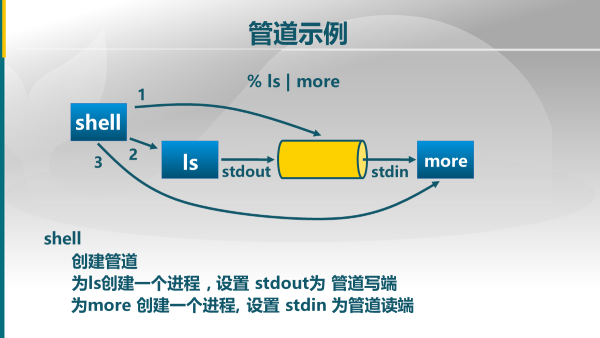 管道示例
% ls | more
1
shell
2
3
ls
stdout
stdin
more
shell
创建管道
为ls创建一个进程，设置 stdout为 管道写端
为more 创建一个进程, 设置 stdin 为管道读端